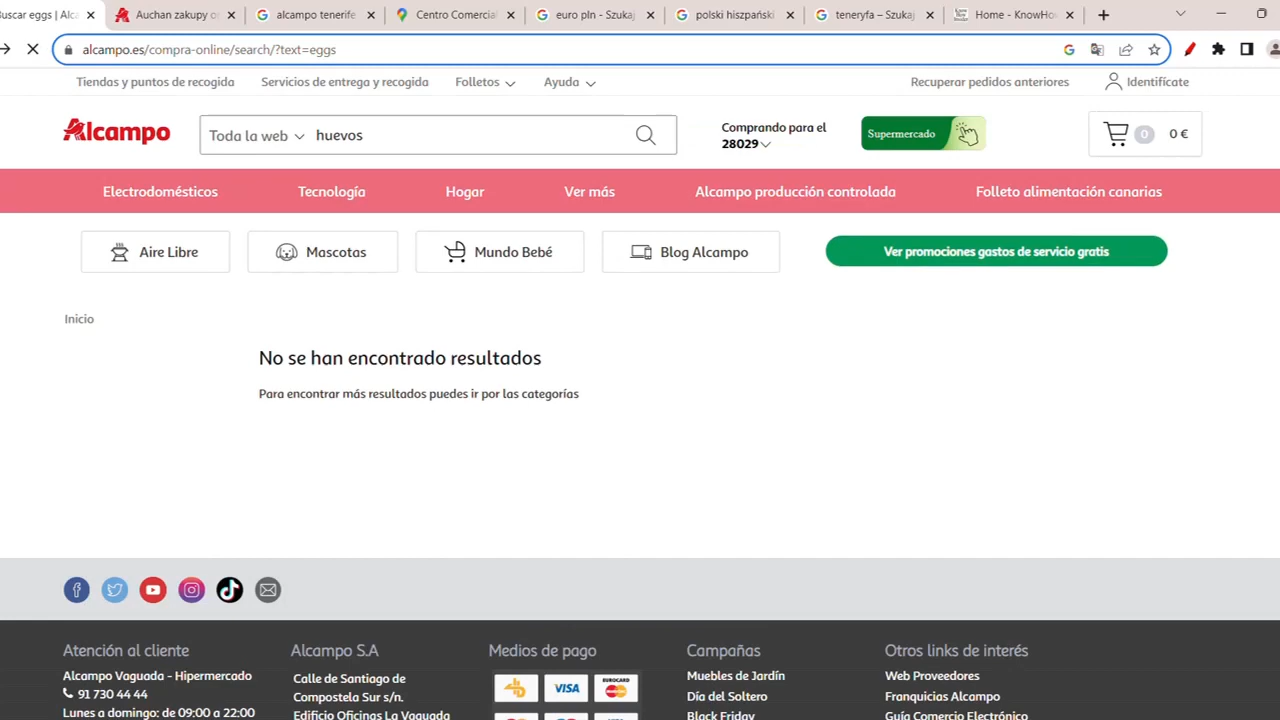 Buscar eggs | Alc
Auchan zakupy o
alcampo tenerife
Centro Comercia
euro pln - Szukaj
polski hiszpański
teneryfa – Szukaj
Home - KnowHo
alcampo.es/compra-online/search/?text=eggs
Tiendas y puntos de recogida
Servicios de entrega y recogida
Folletos
Ayuda
Recuperar pedidos anteriores
Identifícate
Alcampo
Toda la web
huevos
Comprando para el
28029
Supermercado
0
0 €
Electrodomésticos
Tecnología
Hogar
Ver más
Alcampo producción controlada
Folleto alimentación canarias
Aire Libre
Mascotas
Mundo Bebé
Blog Alcampo
Ver promociones gastos de servicio gratis
Inicio
No se han encontrado resultados
Para encontrar más resultados puedes ir por las categorías
Atención al cliente
Alcampo Vaguada - Hipermercado
91 730 44 44
Lunes a domingo: de 09:00 a 22:00
Alcampo S.A
Calle de Santiago de
Compostela Sur s/n.
Edificio Oficinas La Vaguada
Medios de pago
VISA
EUROCARD
Campañas
Muebles de Jardín
Día del Soltero
Black Friday
Otros links de interés
Web Proveedores
Franquicias Alcampo
Guía Comercio Electrónico